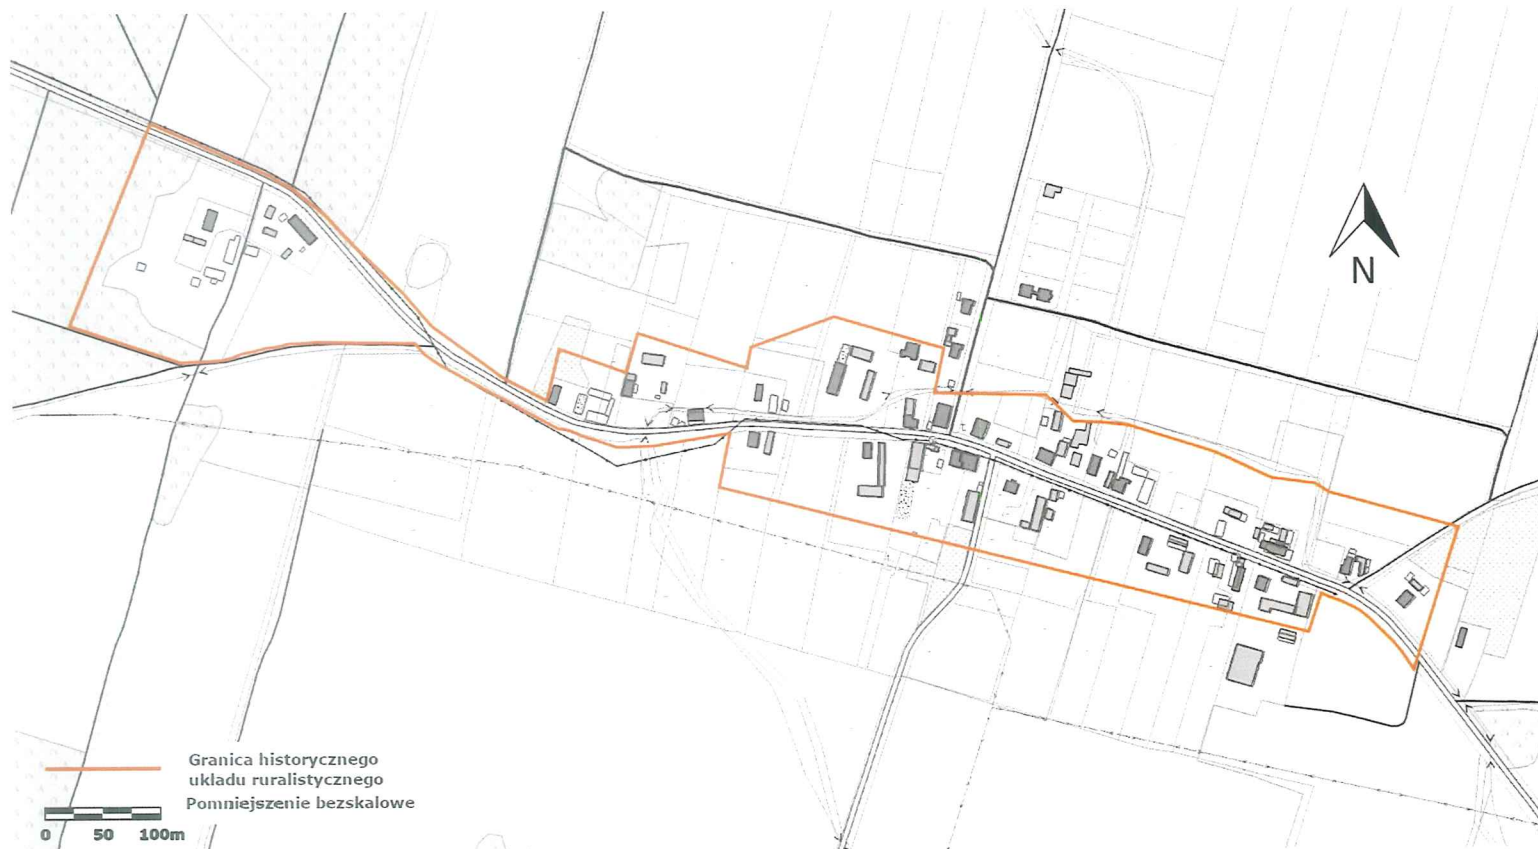 N
Granica historycznego
układu ruralistycznego
Pomniejszenie bezskalowe
0 50 100m